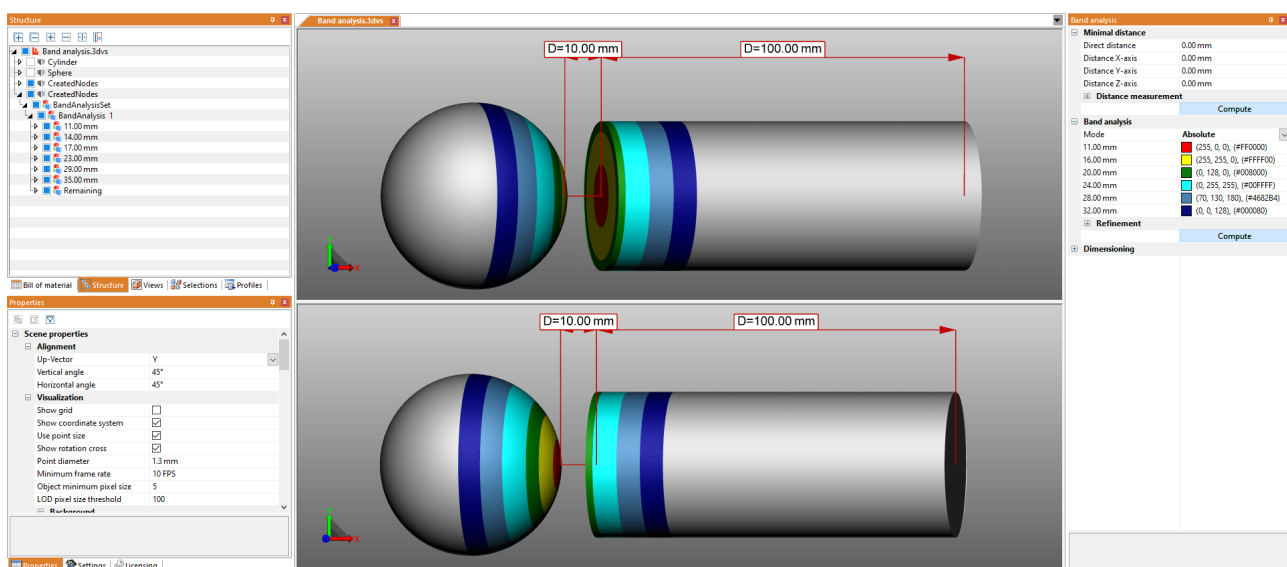 Structure
Band analysis.3dvs
Cylinder
Sphere
CreatedNodes
CreatedNodes
BandAnalysisSet
BandAnalysis 1
11.00 mm
14.00 mm
17.00 mm
23.00 mm
29.00 mm
35.00 mm
Remaining
Bill of material Structure Views Selections Profiles
Properties
Scene properties
Alignment
Up-Vector Y
Vertical angle 45°
Horizontal angle 45°
Visualization
Show grid
Show coordinate system
Use point size
Show rotation cross
Point diameter 1.3 mm
Minimum frame rate 10 FPS
Object minimum pixel size 5
LOD pixel size threshold 100
Background
Properties Settings Licensing
Band analysis.3dvs
D=10.00 mm D=100.00 mm
Y
X
D=10.00 mm D=100.00 mm
Y
X
Band analysis
Minimal distance
Direct distance 0.00 mm
Distance X-axis 0.00 mm
Distance Y-axis 0.00 mm
Distance Z-axis 0.00 mm
Distance measurement
Compute
Band analysis
Mode Absolute
11.00 mm (255, 0, 0), (#FF0000)
16.00 mm (255, 255, 0), (#FFFF00)
20.00 mm (0, 128, 0), (#008000)
24.00 mm (0, 255, 255), (#00FFFF)
28.00 mm (70, 130, 180), (#4682B4)
32.00 mm (0, 0, 128), (#000080)
Refinement
Compute
Dimensioning